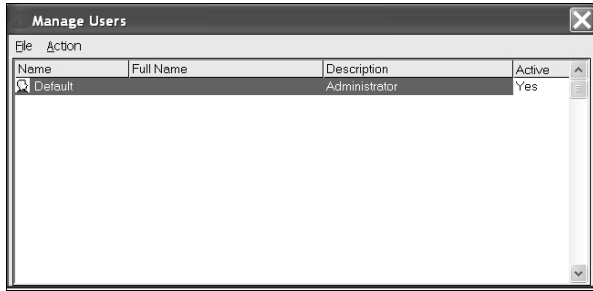 Manage Users
File Action
Name Full Name Description Active
Default Administrator Yes